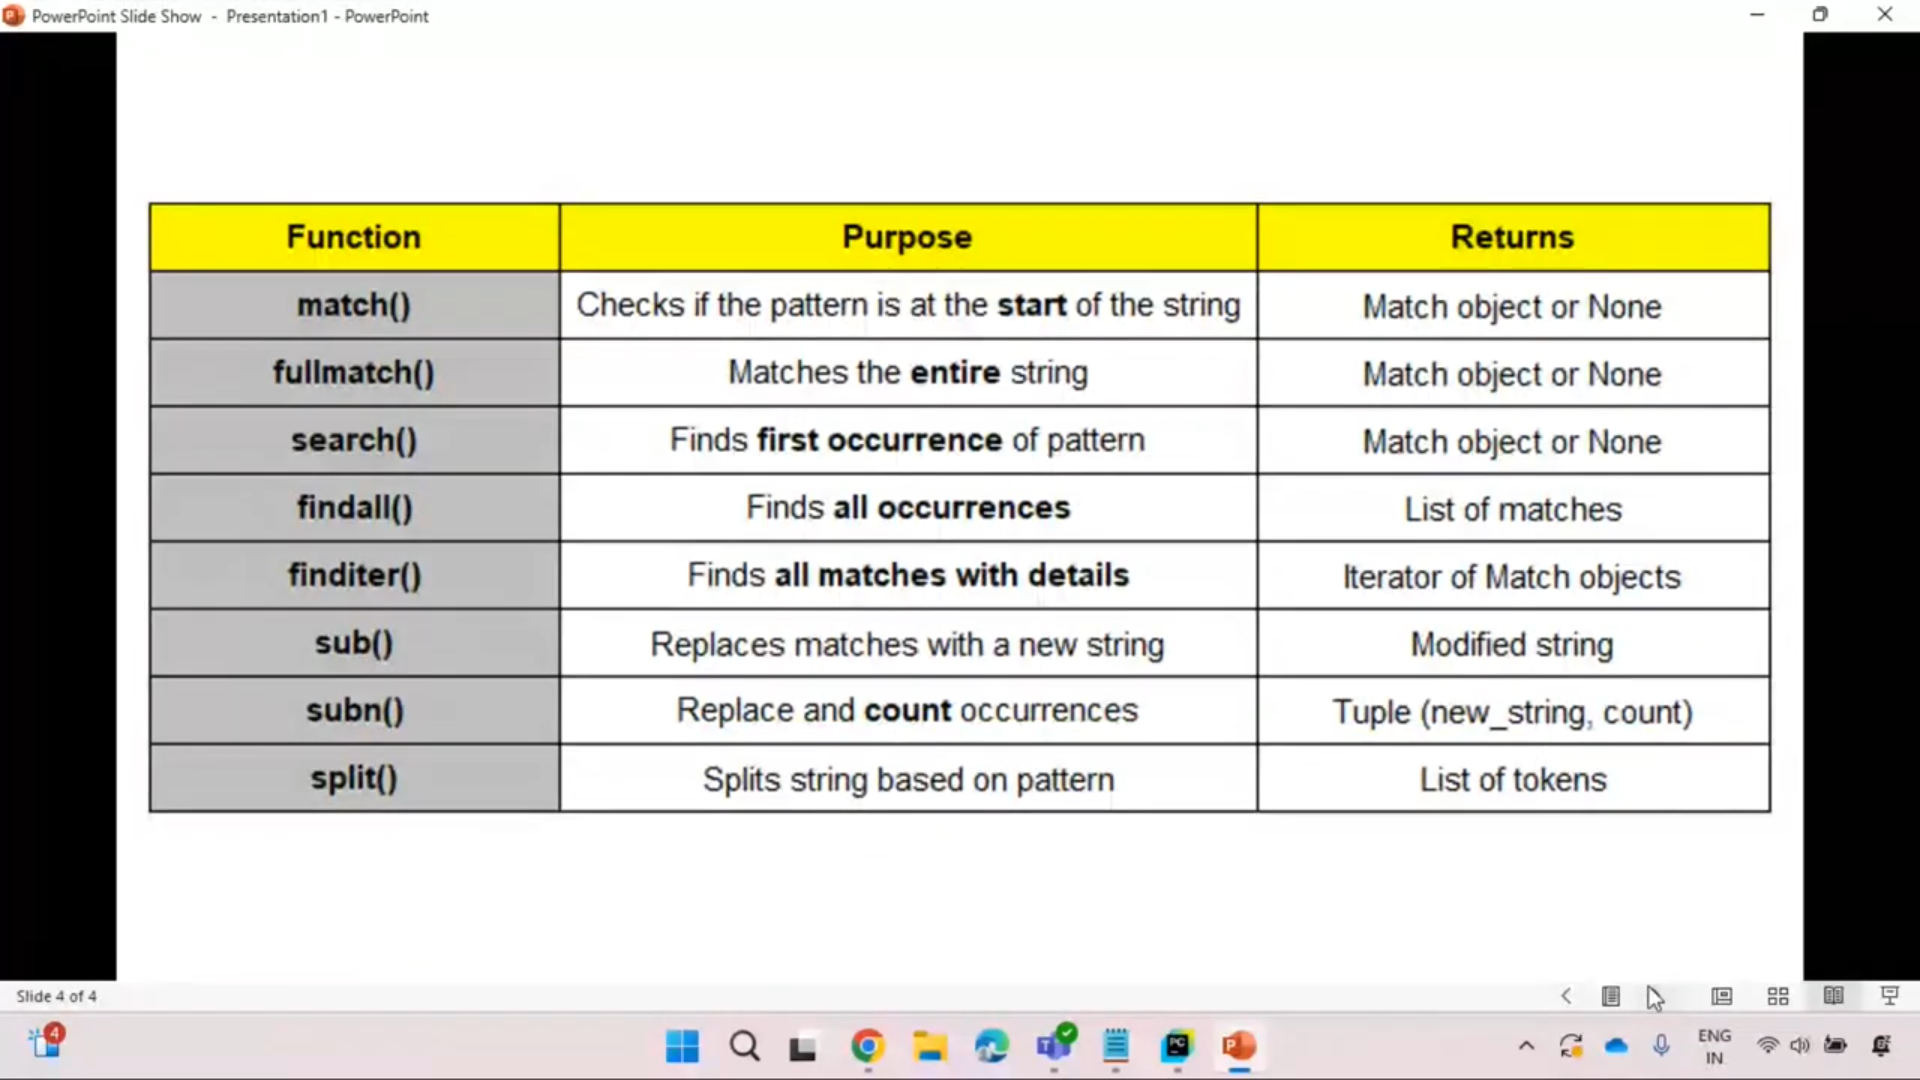 PowerPoint Slide Show - Presentation1 - PowerPoint
Function Purpose Returns
match() Checks if the pattern is at the start of the string Match object or None
fullmatch() Matches the entire string Match object or None
search() Finds first occurrence of pattern Match object or None
findall() Finds all occurrences List of matches
finditer() Finds all matches with details Iterator of Match objects
sub() Replaces matches with a new string Modified string
subn() Replace and count occurrences Tuple (new_string, count)
split() Splits string based on pattern List of tokens
Slide 4 of 4
4
ENG
IN